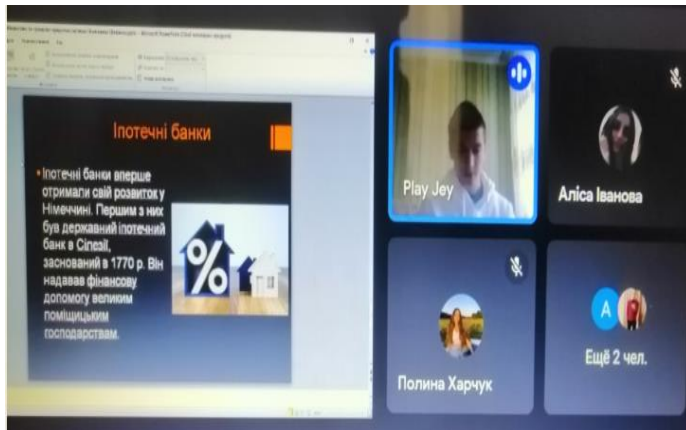 Іпотечні банки
Іпотечні банки вперше
отримали свій розвиток у
Німеччині. Першим з них
був державний іпотечний
банк в Сілезії,
заснований в 1770 р. Він
надавав фінансову
допомогу великим
поміщицьким
господарствам.
%
Play Jey
Аліса Іванова
Полина Харчук
А
Ещё 2 чел.